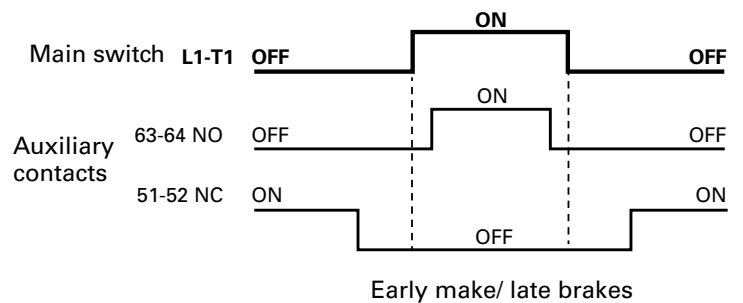 ON
Main switch L1-T1 OFF OFF
ON
Auxiliary contacts
63-64 NO OFF OFF
51-52 NC ON ON
OFF
Early make/ late brakes